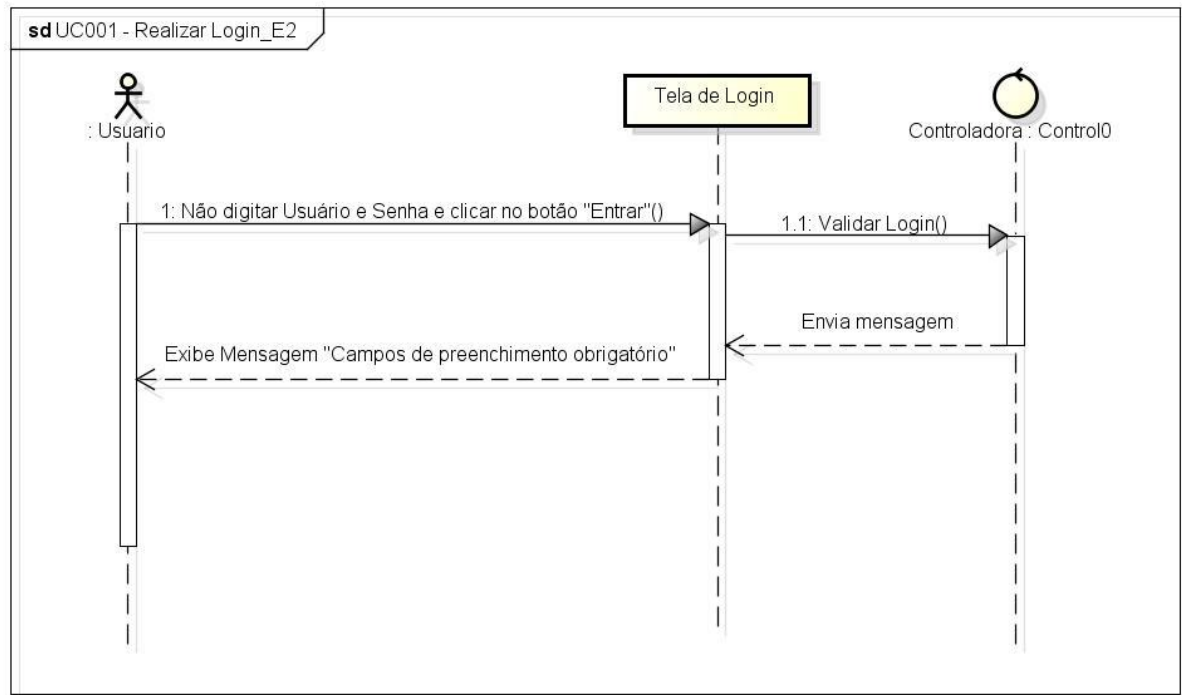 sd UC001 - Realizar Login_E2
: Usuario
Tela de Login
Controladora : Control0
1: Não digitar Usuário e Senha e clicar no botão "Entrar"()
1.1: Validar Login()
Envia mensagem
Exibe Mensagem "Campos de preenchimento obrigatório"